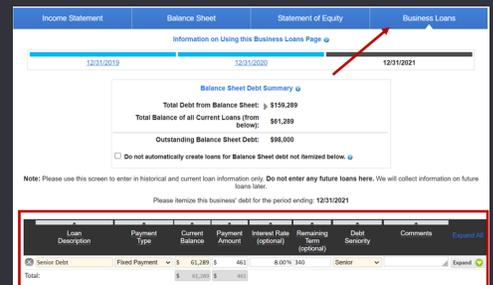 Income Statement
Balance Sheet
Statement of Equity
Business Loans
Information on Using this Business Loans Page
12/31/2019
12/31/2020
12/31/2021
Balance Sheet Debt Summary
Total Debt from Balance Sheet: $159,289
Total Balance of all Current Loans (from below): $61,289
Outstanding Balance Sheet Debt: $98,000
Do not automatically create loans for Balance Sheet debt not itemized below.
Note: Please use this screen to enter in historical and current loan information only. Do not enter any future loans here. We will collect information on future
loans later.
Please itemize this business' debt for the period ending: 12/31/2021
Loan Description
Payment Type
Current Balance
Payment Amount
Interest Rate (optional)
Remaining Term (optional)
Debt Seniority
Comments
Expand All
Senior Debt Fixed Payment $ 61,289 $ 461 8.00% 340 Senior Expand
Total: $ 61,289 $ 461